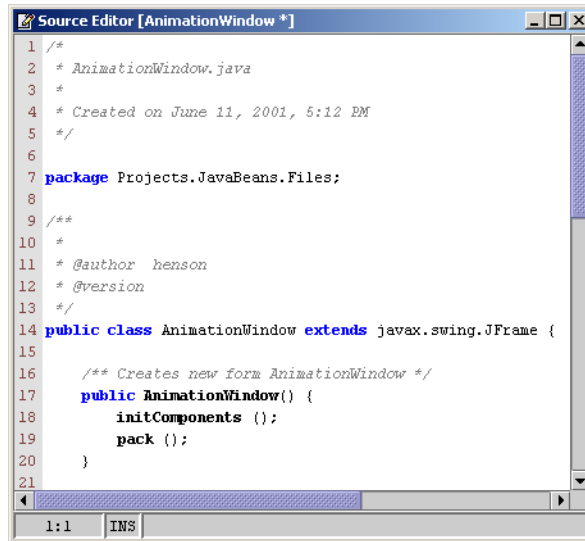 Source Editor [AnimationWindow *]
1 /*
2  * AnimationWindow.java
3  *
4  * Created on June 11, 2001, 5:12 PM
5  */
6
7 package Projects.JavaBeans.Files;
8
9 /**
10  *
11  * @author  henson
12  * @version
13  */
14 public class AnimationWindow extends javax.swing.JFrame {
15
16     /** Creates new form AnimationWindow */
17     public AnimationWindow() {
18         initComponents ();
19         pack ();
20     }
21
1:1 INS